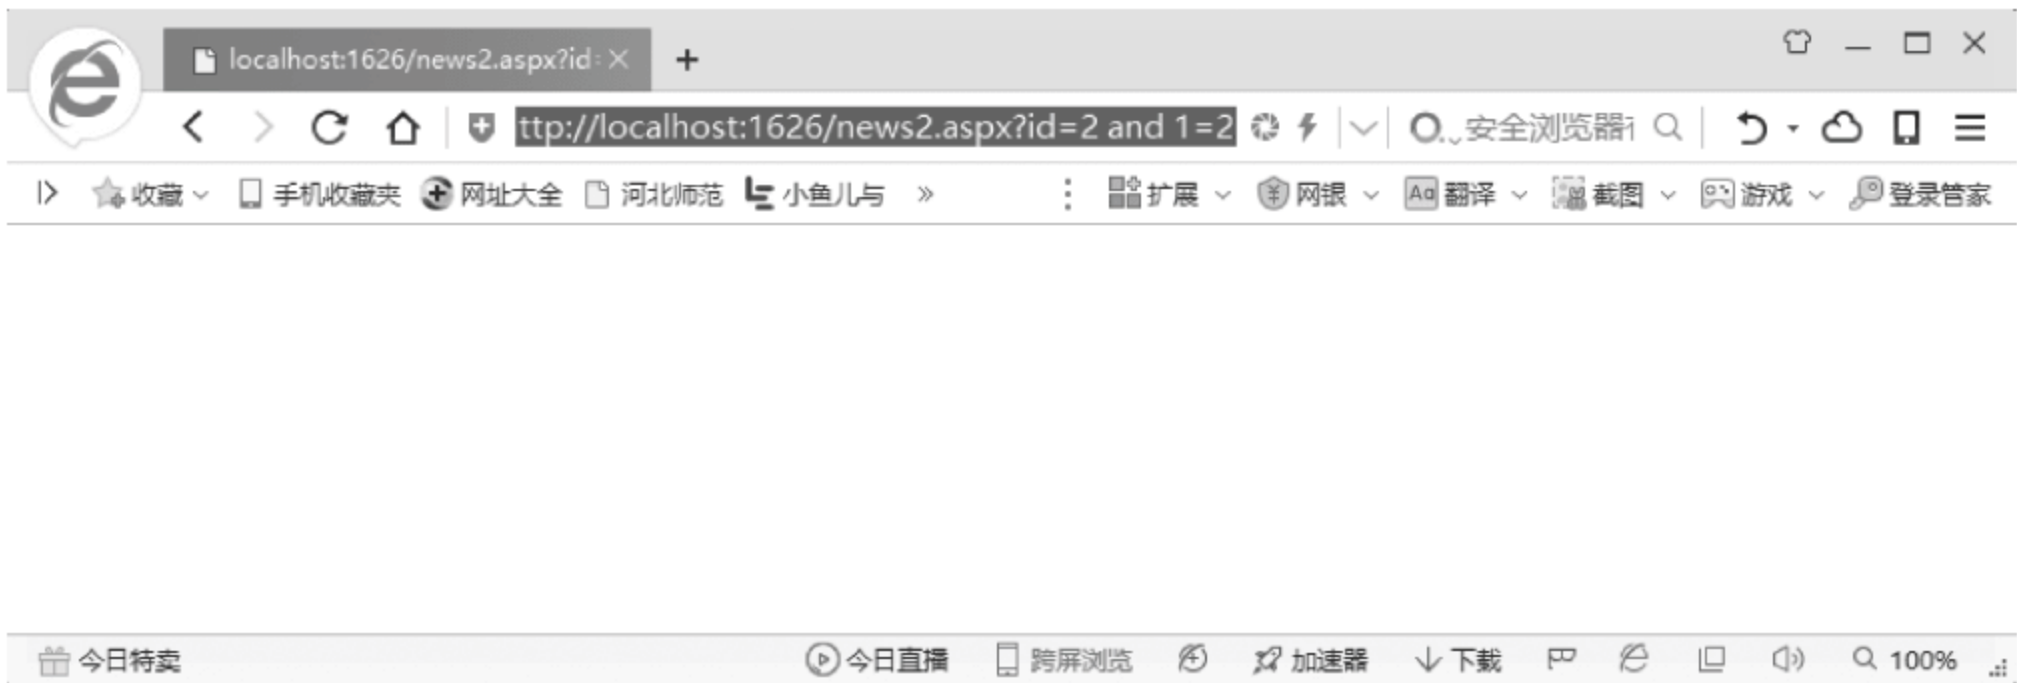 localhost:1626/news2.aspx?id=
ttp://localhost:1626/news2.aspx?id=2 and 1=2
安全浏览器
收藏 手机收藏夹 网址大全 河北师范 小鱼儿与 » 扩展 网银 Aa 翻译 截图 游戏 登录管家
今日特卖 今日直播 跨屏浏览 加速器 下载 100%